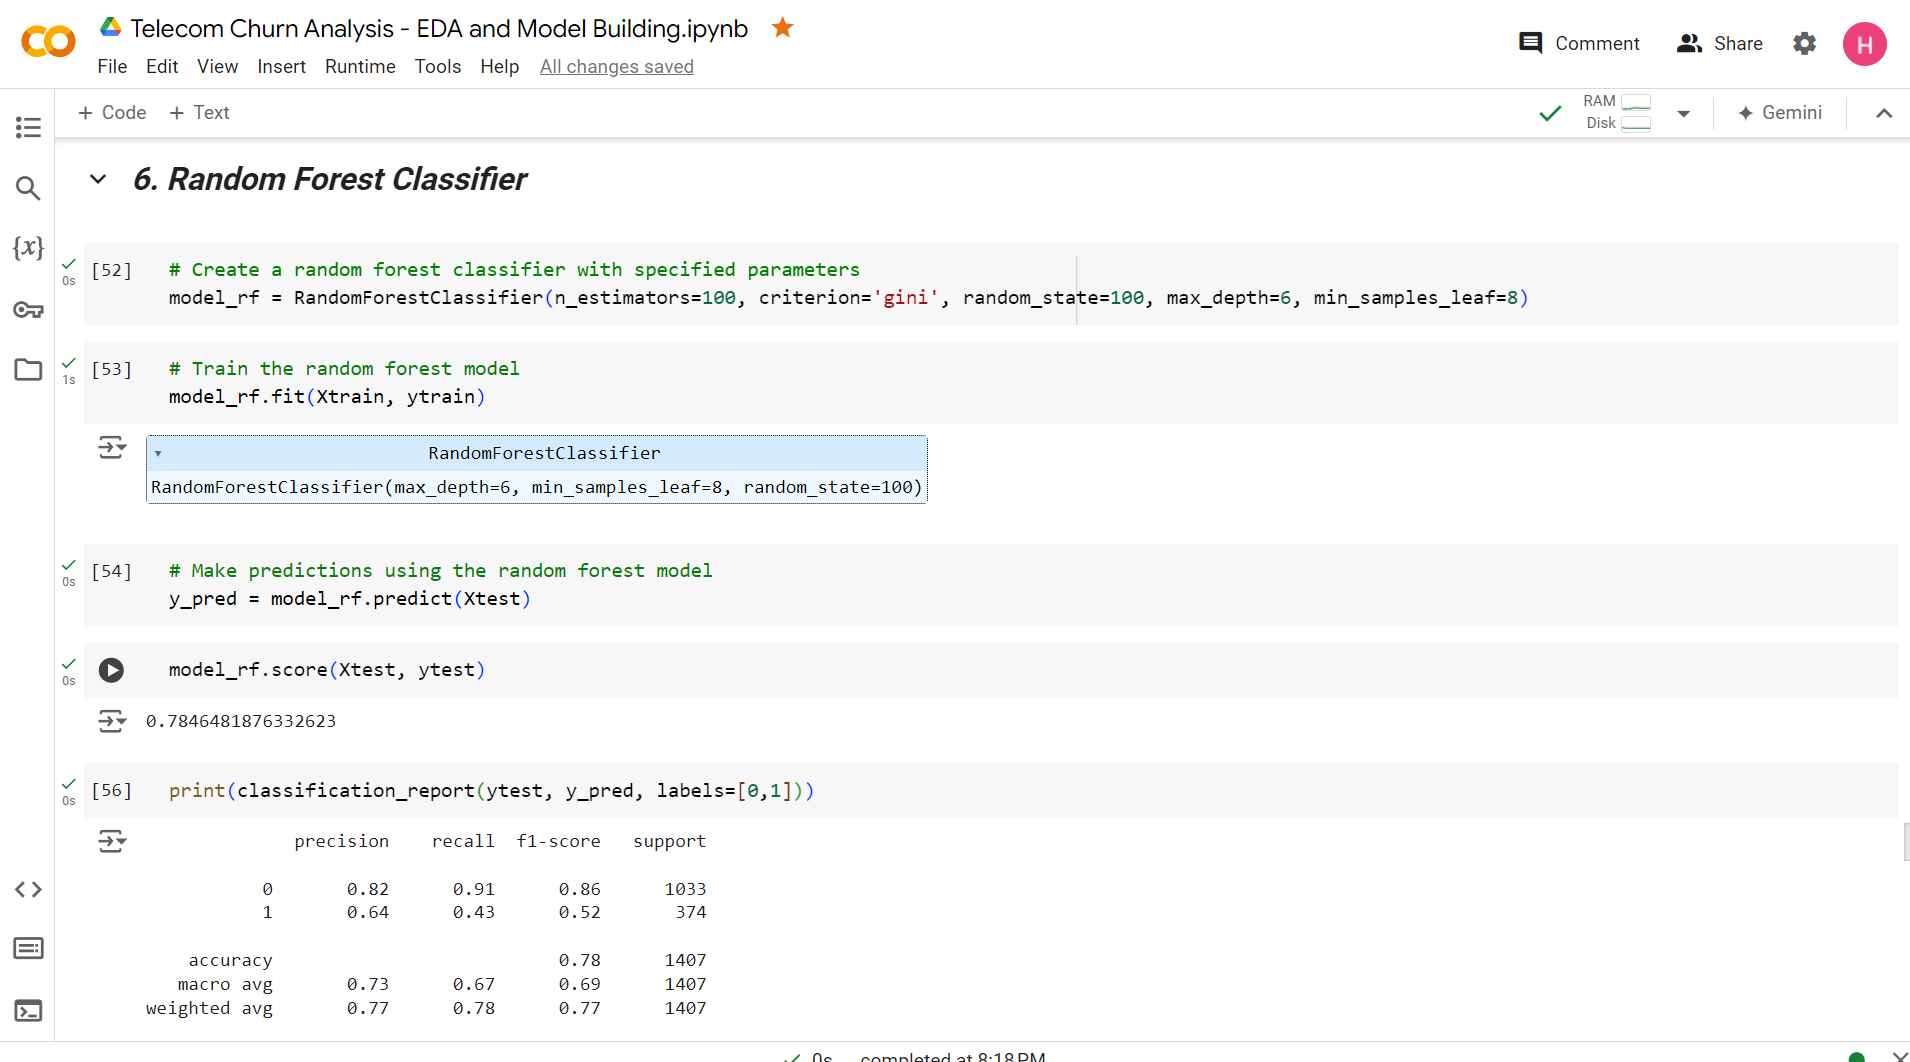 Telecom Churn Analysis - EDA and Model Building.ipynb
Comment
Share
H
File Edit View Insert Runtime Tools Help All changes saved
+ Code + Text
RAM
Disk
Gemini
6. Random Forest Classifier
{x}
0s
[52]
# Create a random forest classifier with specified parameters
model_rf = RandomForestClassifier(n_estimators=100, criterion='gini', random_state=100, max_depth=6, min_samples_leaf=8)
1s
[53]
# Train the random forest model
model_rf.fit(Xtrain, ytrain)
RandomForestClassifier
RandomForestClassifier(max_depth=6, min_samples_leaf=8, random_state=100)
0s
[54]
# Make predictions using the random forest model
y_pred = model_rf.predict(Xtest)
0s
model_rf.score(Xtest, ytest)
0.7846481876332623
0s
[56]
print(classification_report(ytest, y_pred, labels=[0,1]))
precision recall f1-score support
0 0.82 0.91 0.86 1033
1 0.64 0.43 0.52 374
accuracy 0.78 1407
macro avg 0.73 0.67 0.69 1407
weighted avg 0.77 0.78 0.77 1407
0s completed at 8:18 PM